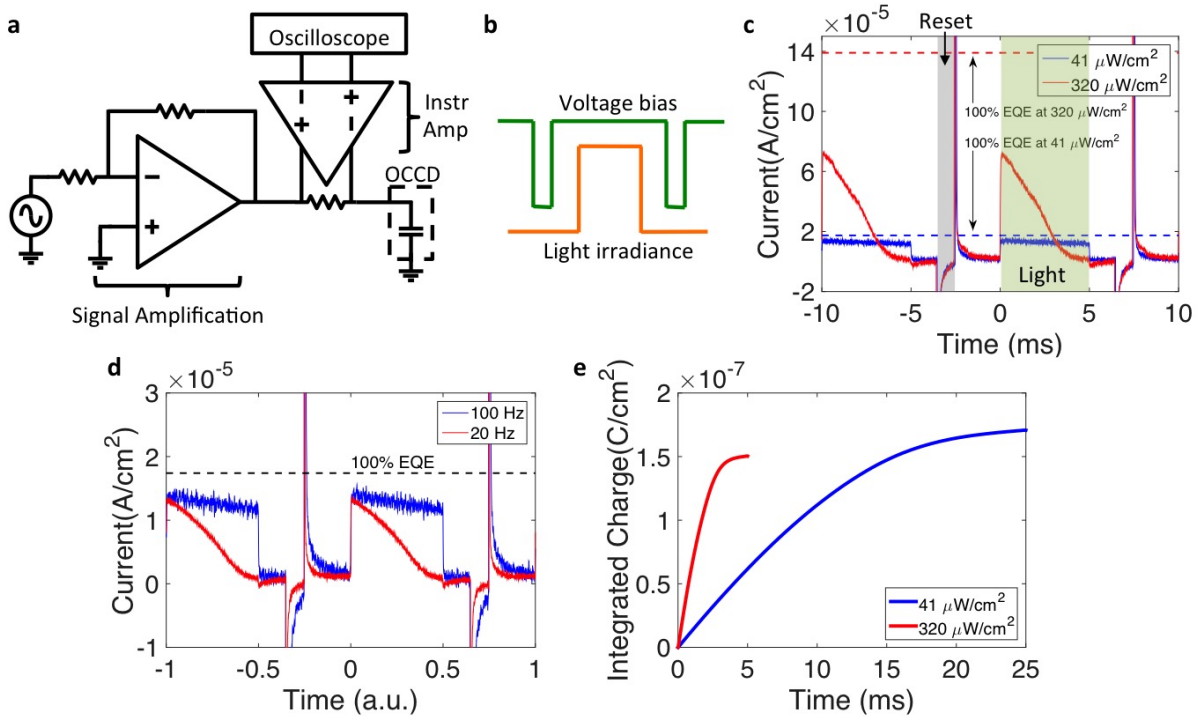 a
Oscilloscope
− −
+ +
Instr
Amp
OCCD
−
+
Signal Amplification
b
Voltage bias
Light irradiance
c
×10⁻⁵
Reset
41 μW/cm²
320 μW/cm²
100% EQE at 320 μW/cm²
100% EQE at 41 μW/cm²
Light
Current(A/cm²)
14
10
6
2
-2
-10 -5 0 5 10
Time (ms)
d
×10⁻⁵
100 Hz
20 Hz
100% EQE
Current(A/cm²)
3
2
1
0
-1
-1 -0.5 0 0.5 1
Time (a.u.)
e
×10⁻⁷
Integrated Charge(C/cm²)
2
1.5
1
0.5
0
0 5 10 15 20 25
41 μW/cm²
320 μW/cm²
Time (ms)